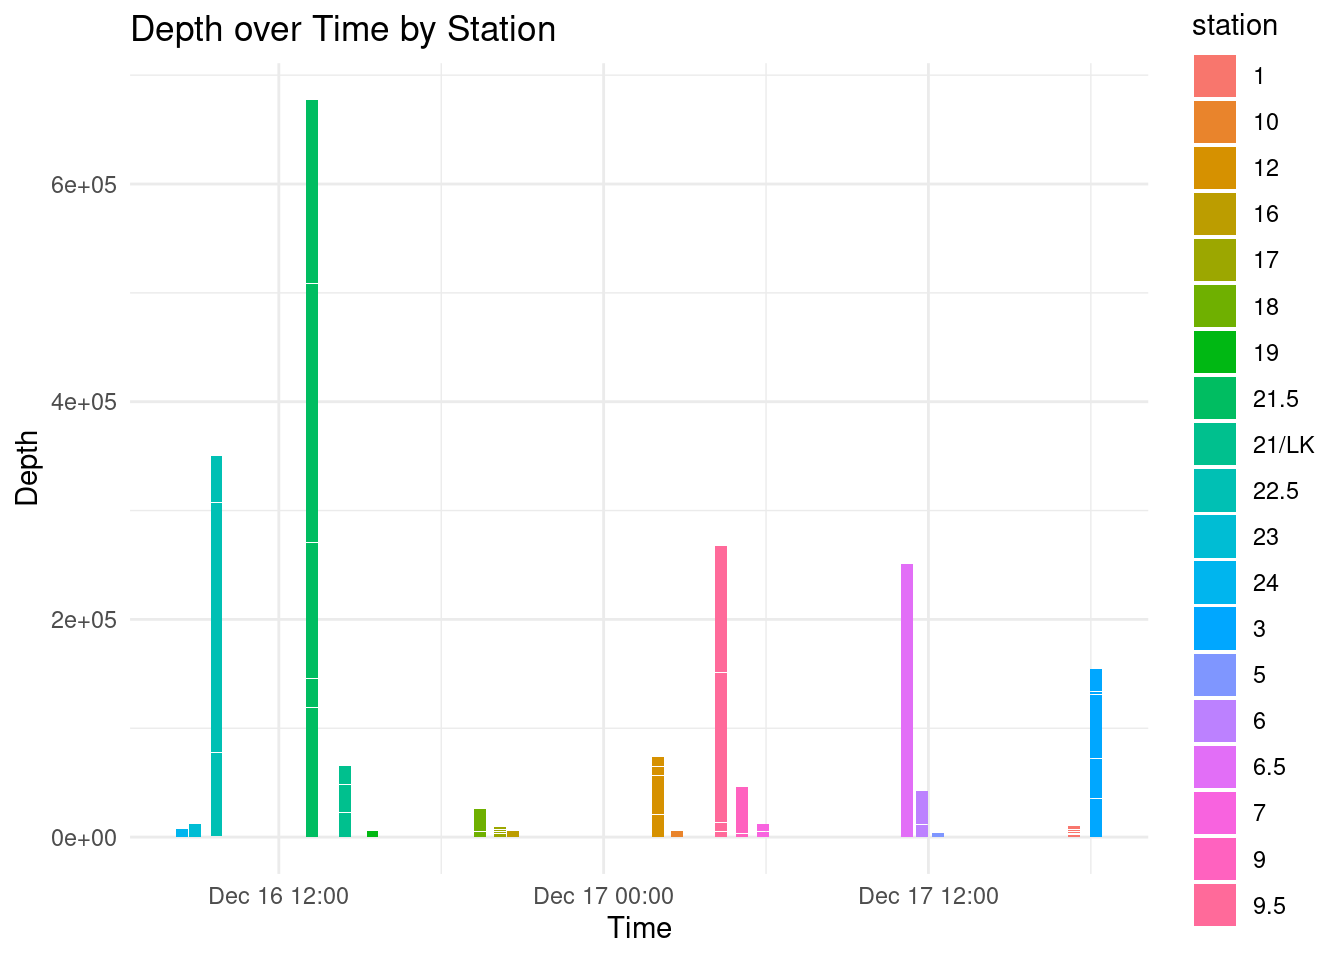 Depth over Time by Station
Depth
6e+05
4e+05
2e+05
0e+00
Dec 16 12:00
Dec 17 00:00
Dec 17 12:00
Time
station
1
10
12
16
17
18
19
21.5
21/LK
22.5
23
24
3
5
6
6.5
7
9
9.5